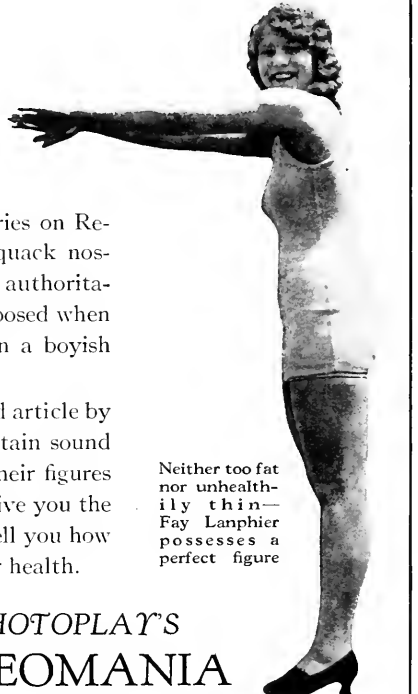 ries on Re-
quack nos-
authorita-
posed when
n a boyish
d article by
tain sound
heir figures
ive you the
ell you how
r health.
Neither too fat
nor unhealth-
ily thin—
Fay Lanphier
possesses a
perfect figure
HOTOPLAY'S
EOMANIA